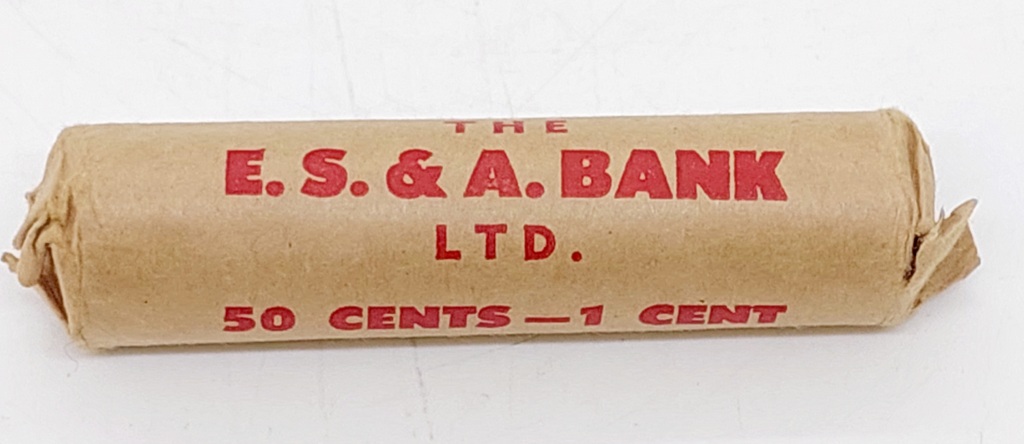 THE
E. S. & A. BANK
LTD.
50 CENTS — 1 CENT